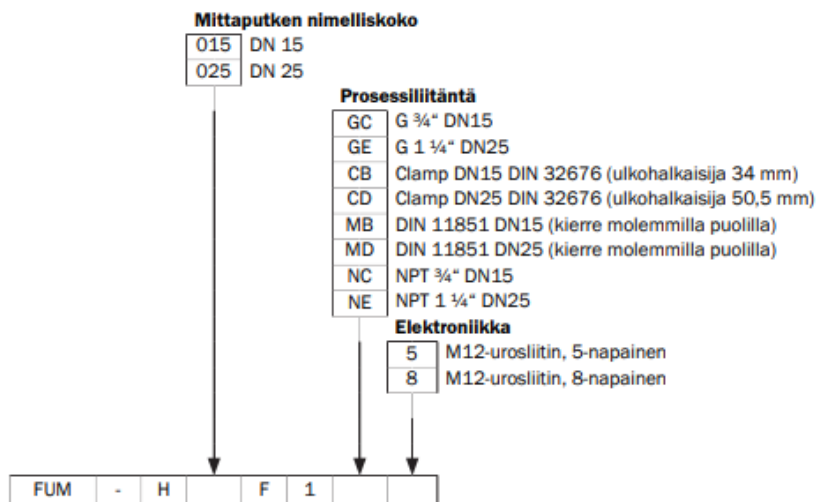 Mittaputken nimelliskoko
015 DN 15
025 DN 25
Prosessiliitäntä
GC G ¾“ DN15
GE G 1 ¼“ DN25
CB Clamp DN15 DIN 32676 (ulkohalkaisija 34 mm)
CD Clamp DN25 DIN 32676 (ulkohalkaisija 50,5 mm)
MB DIN 11851 DN15 (kierre molemmilla puolilla)
MD DIN 11851 DN25 (kierre molemmilla puolilla)
NC NPT ¾“ DN15
NE NPT 1 ¼“ DN25
Elektroniikka
5 M12-urosliitin, 5-napainen
8 M12-urosliitin, 8-napainen
FUM - H F 1